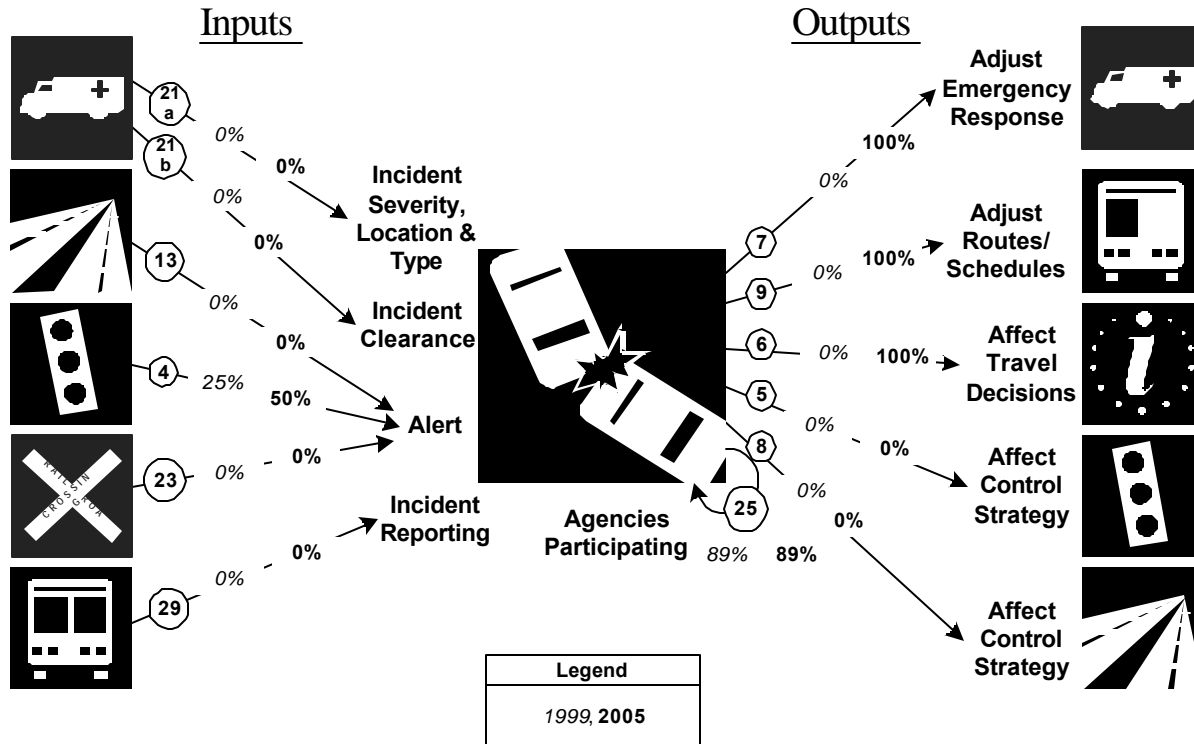 Inputs
Outputs
21
a
0%
0%
21
b
0%
0%
13
0%
0%
4
25%
50%
23
0%
0%
29
0%
0%
RAIL
ROA
CROSSIN
G
Incident
Severity,
Location &
Type
Incident
Clearance
Alert
Incident
Reporting
Agencies
Participating
25
89% 89%
7
0%
100%
9
0%
100%
6
0%
100%
5
0%
0%
8
0%
0%
Adjust
Emergency
Response
Adjust
Routes/
Schedules
Affect
Travel
Decisions
Affect
Control
Strategy
Affect
Control
Strategy
i
Legend
1999, 2005